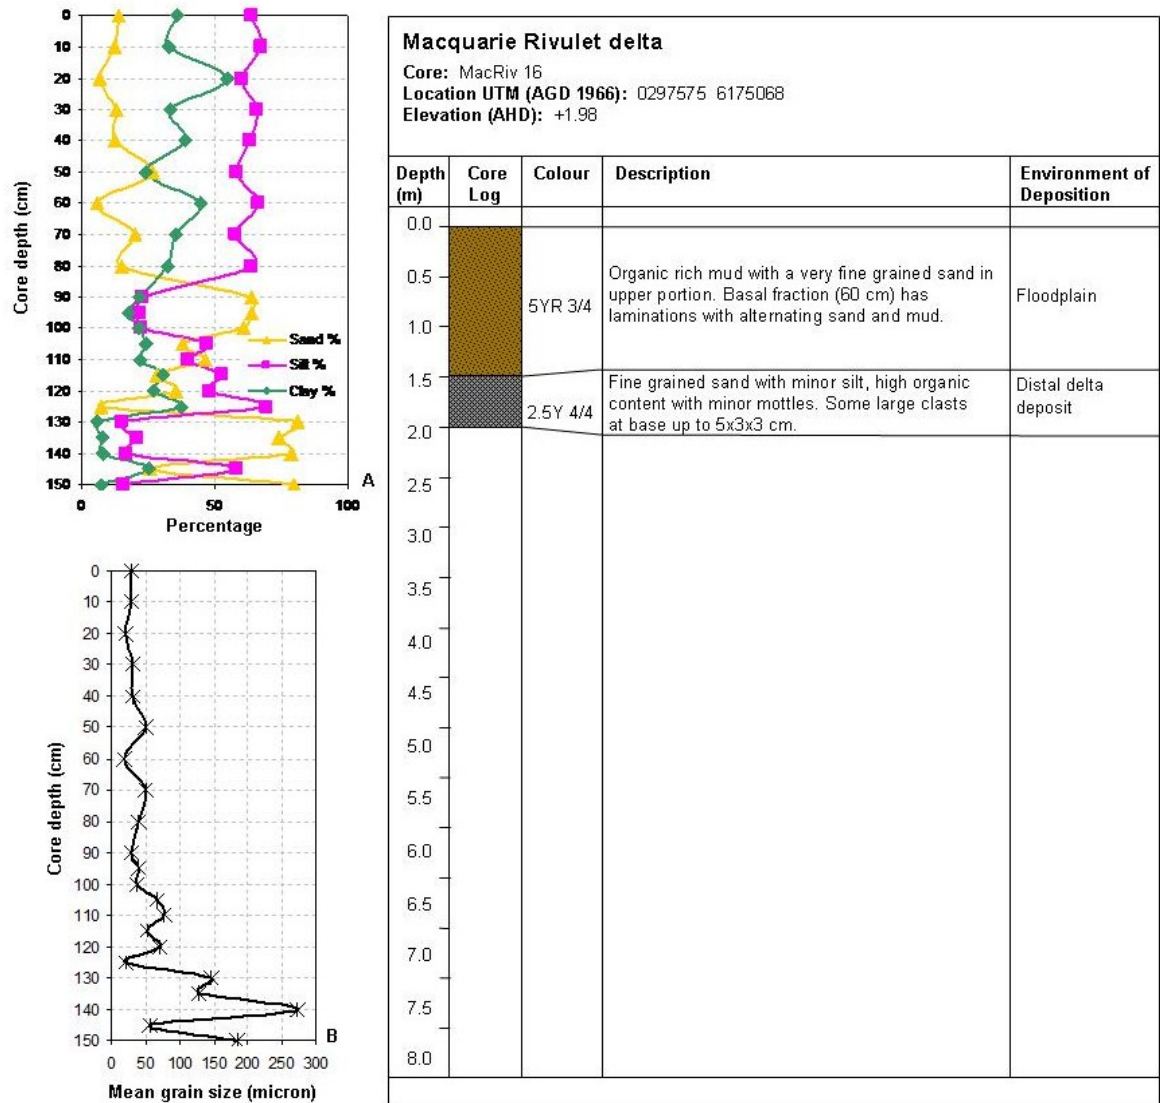 0
10
20
30
40
50
60
70
80
90
100
110
120
130
140
150
Core depth (cm)
Sand %
Silt %
Clay %
A
0
50
100
Percentage
0
10
20
30
40
50
60
70
80
90
100
110
120
130
140
150
Core depth (cm)
B
0 50 100 150 200 250 300
Mean grain size (micron)
Macquarie Rivulet delta
Core: MacRiv 16
Location UTM (AGD 1966): 0297575 6175068
Elevation (AHD): +1.98
Depth (m)
Core Log
Colour
Description
Environment of Deposition
0.0
0.5
1.0
1.5
2.0
2.5
3.0
3.5
4.0
4.5
5.0
5.5
6.0
6.5
7.0
7.5
8.0
5YR 3/4
Organic rich mud with a very fine grained sand in
upper portion. Basal fraction (60 cm) has
laminations with alternating sand and mud.
Floodplain
2.5Y 4/4
Fine grained sand with minor silt, high organic
content with minor mottles. Some large clasts
at base up to 5x3x3 cm.
Distal delta
deposit